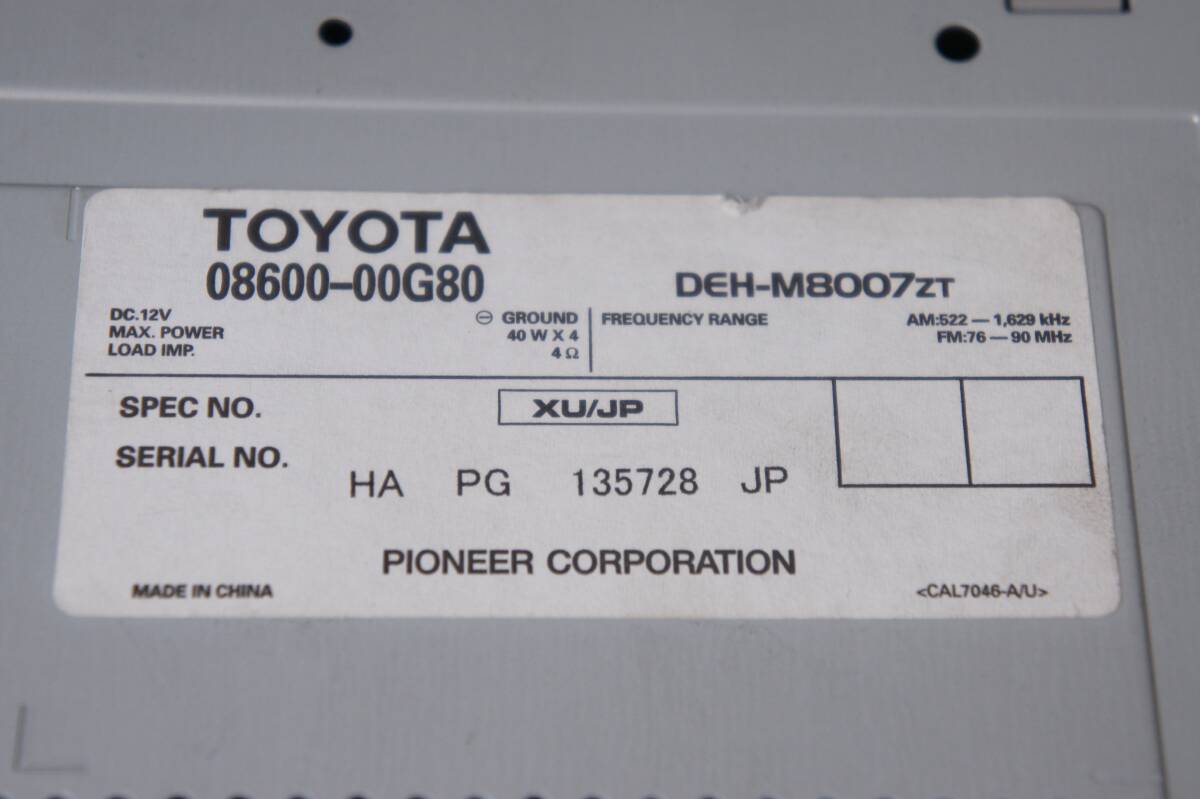 TOYOTA
08600-00G80
DEH-M8007ZT
DC.12V ⊖ GROUND
MAX. POWER 40 W X 4
LOAD IMP. 4 Ω
FREQUENCY RANGE AM:522 — 1,629 kHz
FM:76 — 90 MHz
SPEC NO. XU/JP
SERIAL NO. HA PG 135728 JP
PIONEER CORPORATION
MADE IN CHINA <CAL7046-A/U>